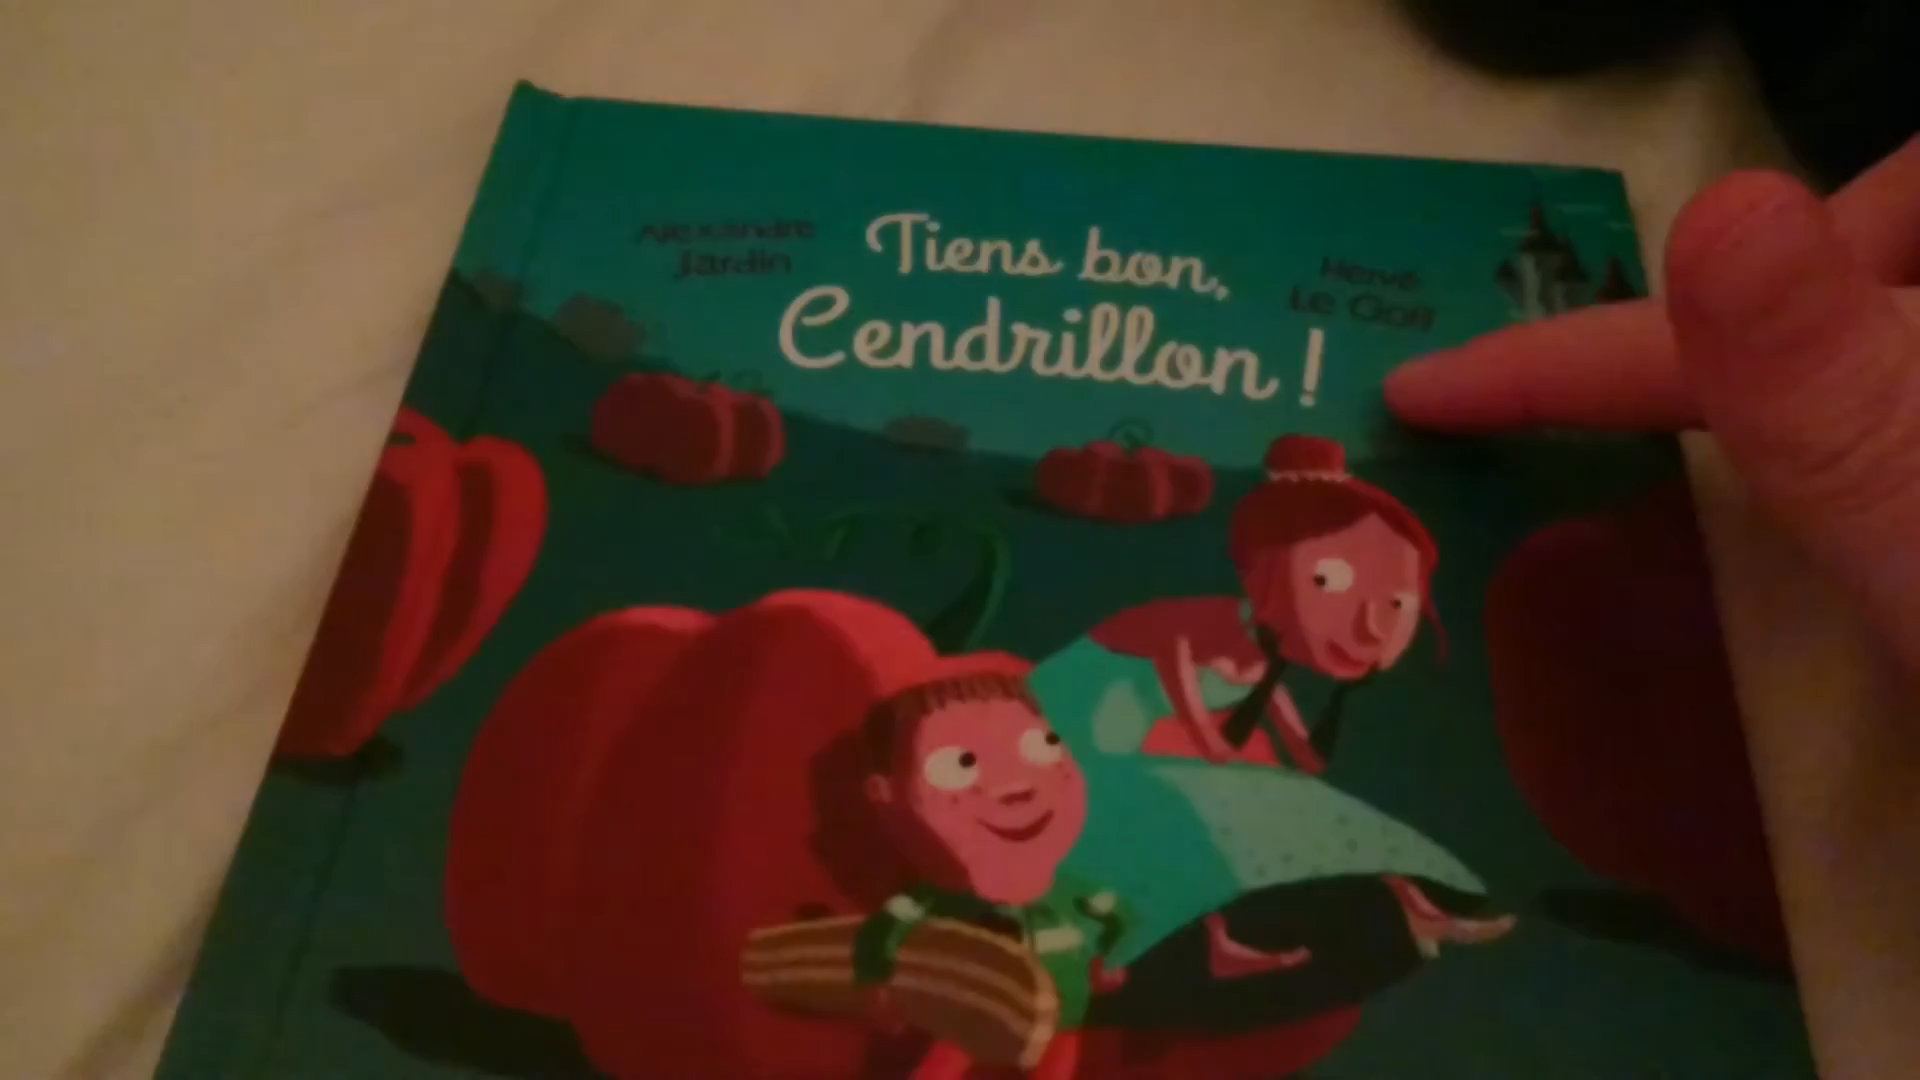 Alexandre
Jardin
Tiens bon,
Cendrillon !
Hervé
Le Goff